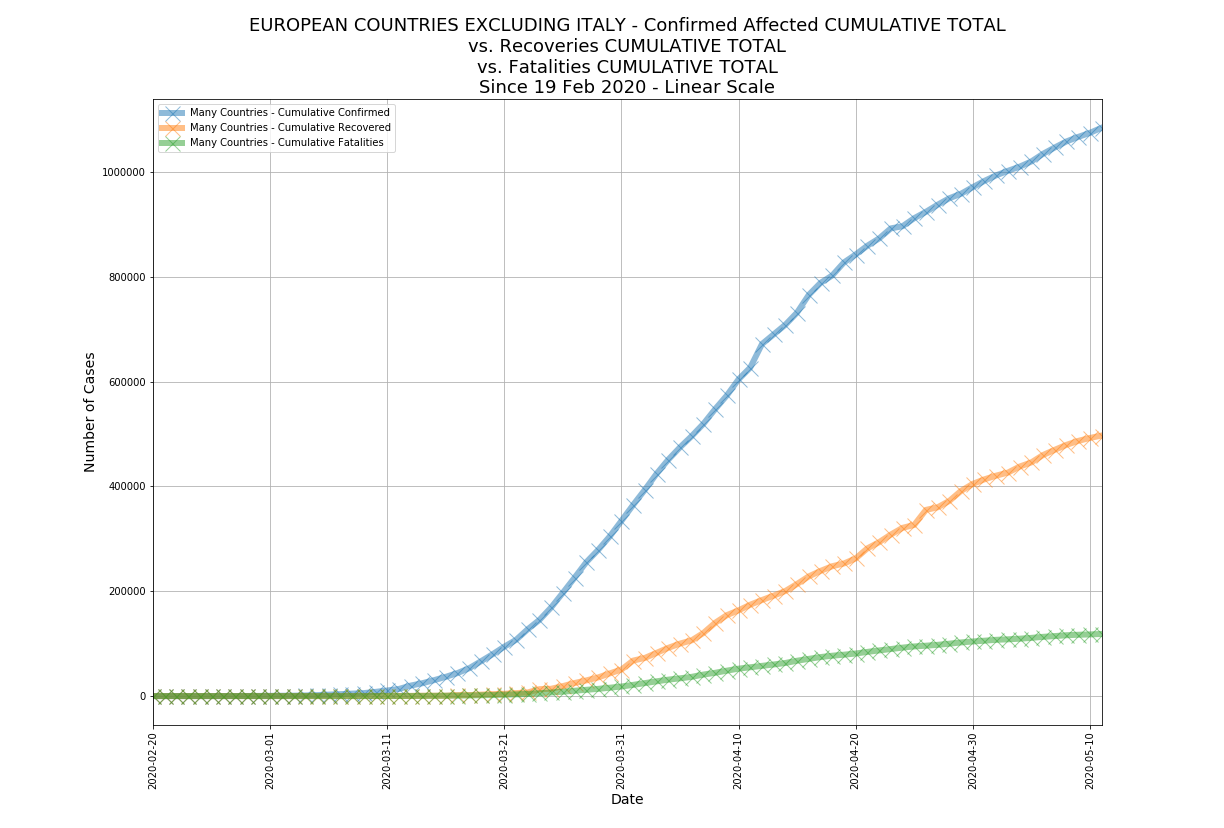 EUROPEAN COUNTRIES EXCLUDING ITALY - Confirmed Affected CUMULATIVE TOTAL
vs. Recoveries CUMULATIVE TOTAL
vs. Fatalities CUMULATIVE TOTAL
Since 19 Feb 2020 - Linear Scale
Many Countries - Cumulative Confirmed
Many Countries - Cumulative Recovered
Many Countries - Cumulative Fatalities
Number of Cases
1000000
800000
600000
400000
200000
0
2020-02-20
2020-03-01
2020-03-11
2020-03-21
2020-03-31
2020-04-10
2020-04-20
2020-04-30
2020-05-10
Date